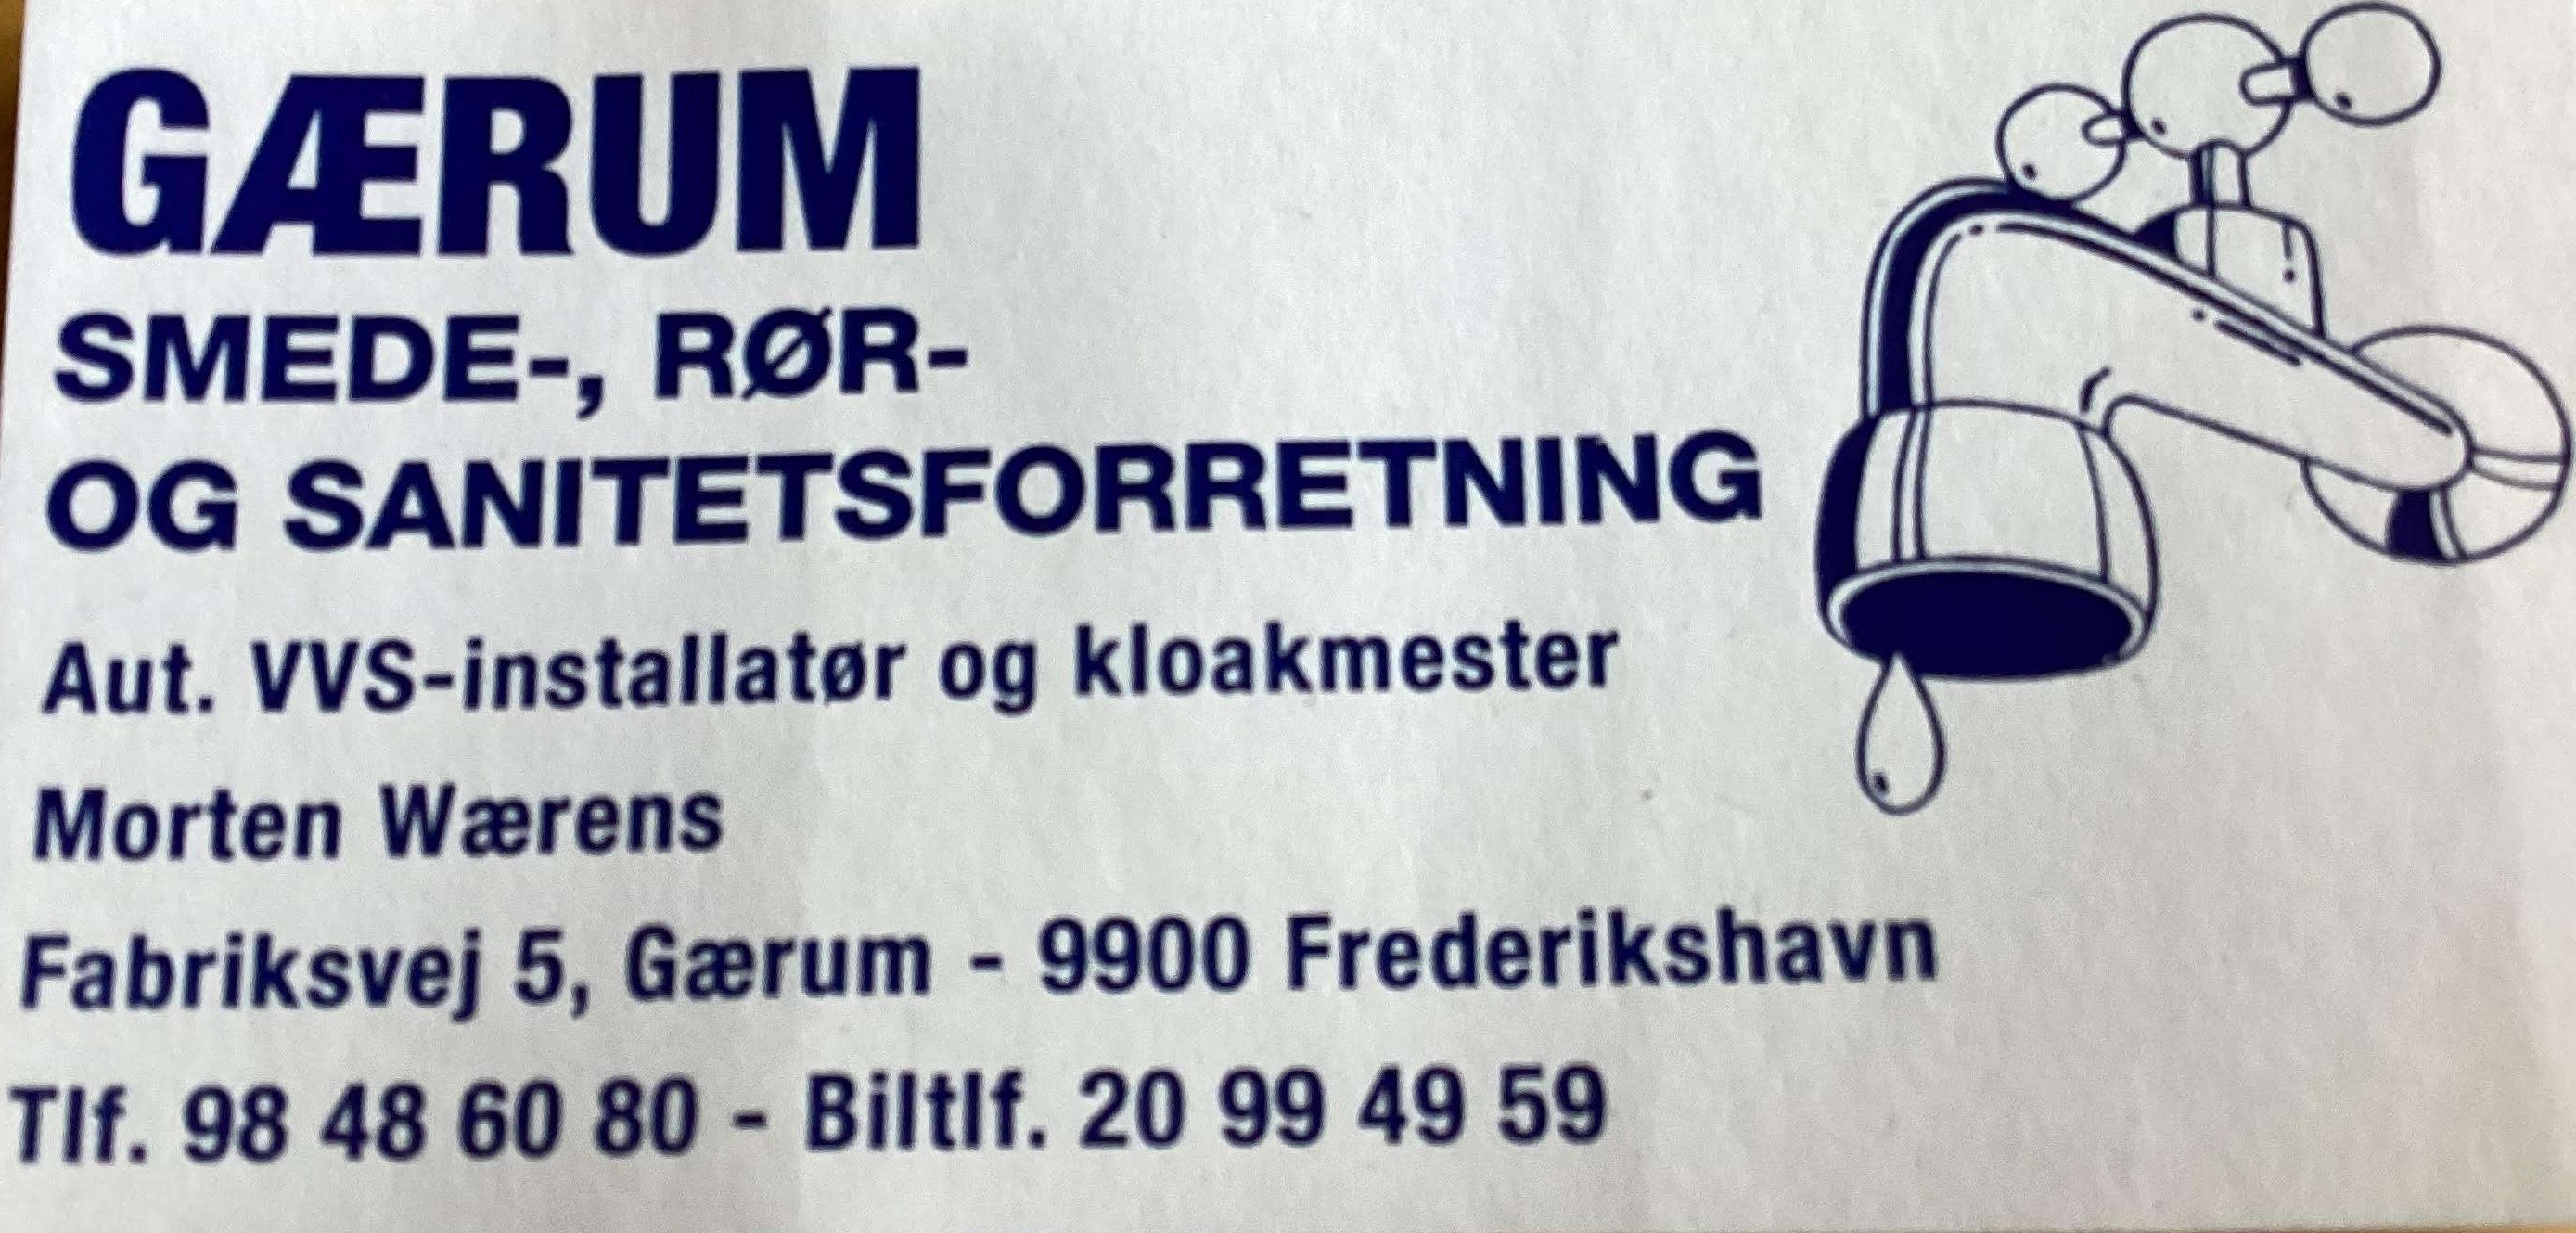 GÆRUM
SMEDE-, RØR-
OG SANITETSFORRETNING
Aut. VVS-installatør og kloakmester
Morten Wærens
Fabriksvej 5, Gærum - 9900 Frederikshavn
Tlf. 98 48 60 80 - Biltlf. 20 99 49 59